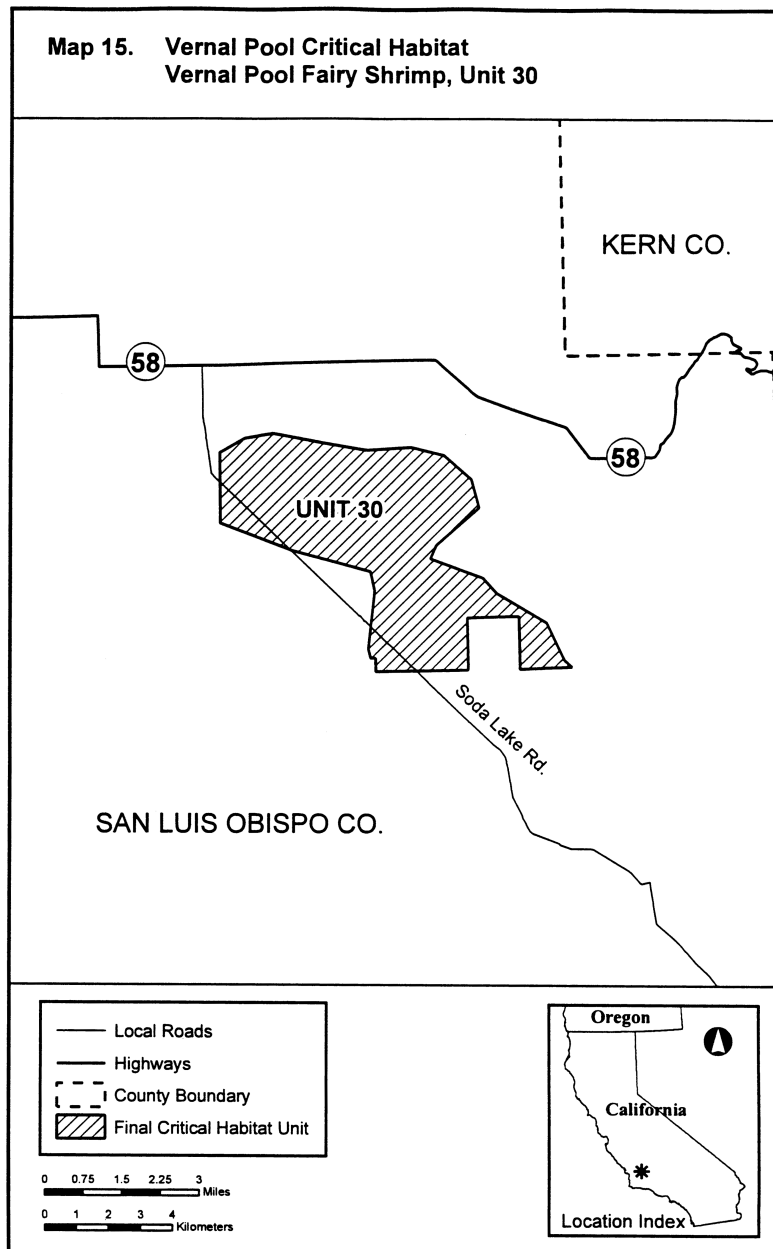 Map 15. Vernal Pool Critical Habitat
Vernal Pool Fairy Shrimp, Unit 30
KERN CO.
58
58
UNIT 30
Soda Lake Rd.
SAN LUIS OBISPO CO.
Local Roads
Highways
County Boundary
Final Critical Habitat Unit
0 0.75 1.5 2.25 3
Miles
0 1 2 3 4
Kilometers
Oregon
California
Location Index